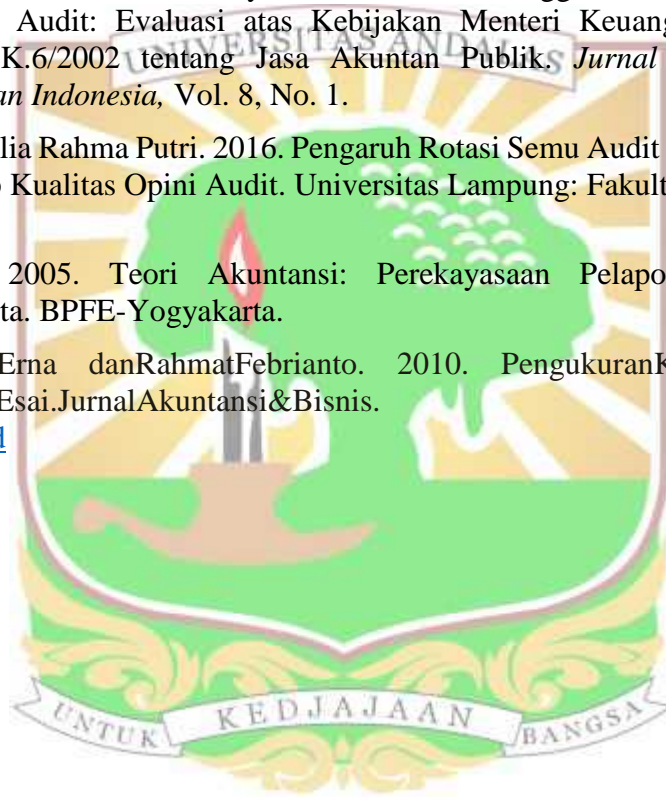 Audit: Evaluasi atas Kebijakan Menteri Keuang
K.6/2002 tentang Jasa Akuntan Publik. Jurnal
an Indonesia, Vol. 8, No. 1.
lia Rahma Putri. 2016. Pengaruh Rotasi Semu Audit
Kualitas Opini Audit. Universitas Lampung: Fakult
2005. Teori Akuntansi: Perekayasaan Pelapo
ta. BPFE-Yogyakarta.
Erna danRahmatFebrianto. 2010. PengukuranK
Esai.JurnalAkuntansi&Bisnis.
d
UNIVERSITAS ANDALAS
UNTUK KEDJAJAAN BANGSA